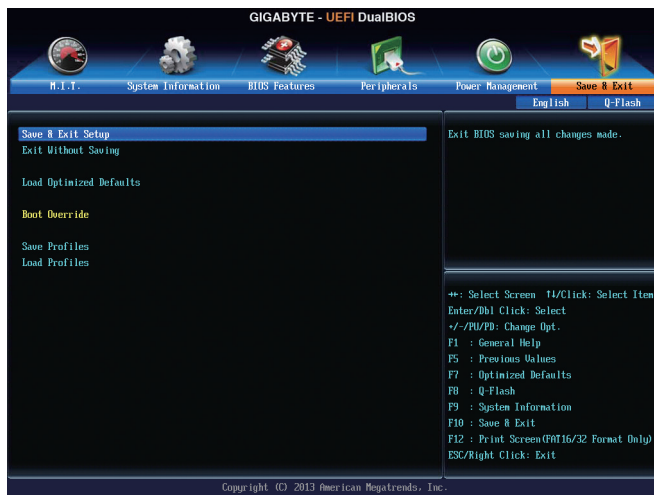 GIGABYTE - UEFI DualBIOS
M.I.T.
System Information
BIOS Features
Peripherals
Power Management
Save & Exit
English
Q-Flash
Save & Exit Setup
Exit Without Saving
Load Optimized Defaults
Boot Override
Save Profiles
Load Profiles
Exit BIOS saving all changes made.
→←: Select Screen ↑↓/Click: Select Item
Enter/Dbl Click: Select
+/-/PU/PD: Change Opt.
F1 : General Help
F5 : Previous Values
F7 : Optimized Defaults
F8 : Q-Flash
F9 : System Information
F10 : Save & Exit
F12 : Print Screen(FAT16/32 Format Only)
ESC/Right Click: Exit
Copyright (C) 2013 American Megatrends, Inc.